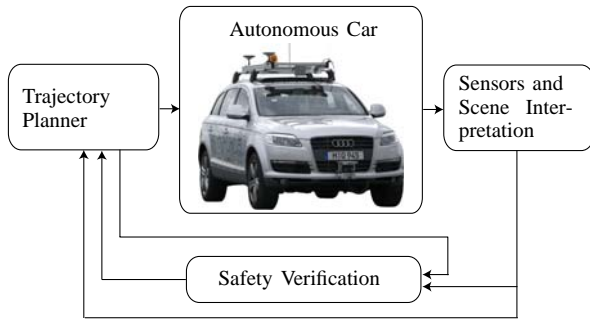 Autonomous Car
Trajectory
Planner
Sensors and
Scene Inter-
pretation
Safety Verification